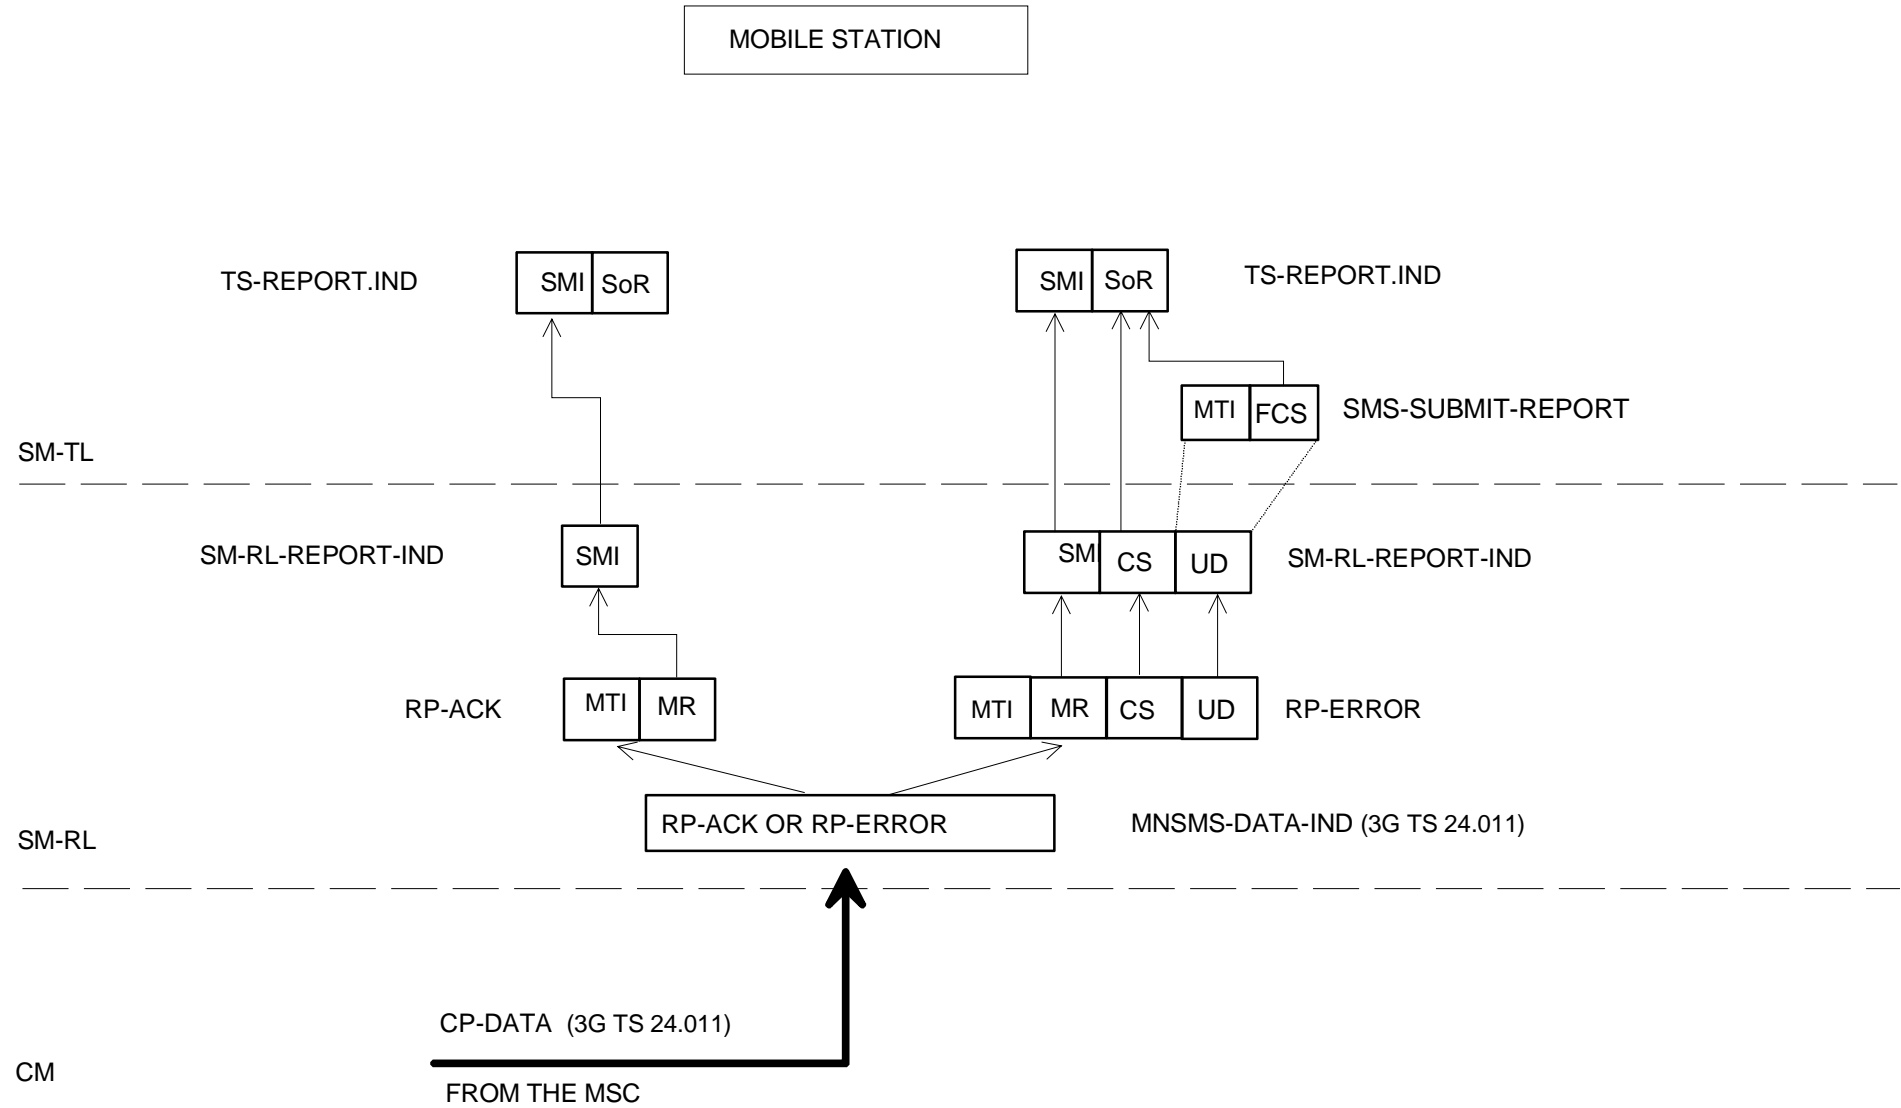 MOBILE STATION
TS-REPORT.IND
SMI SoR
SMI SoR
TS-REPORT.IND
MTI FCS
SMS-SUBMIT-REPORT
SM-TL
SM-RL-REPORT-IND
SMI
SMI CS UD
SM-RL-REPORT-IND
RP-ACK
MTI MR
MTI MR CS UD
RP-ERROR
RP-ACK OR RP-ERROR
MNSMS-DATA-IND (3G TS 24.011)
SM-RL
CP-DATA (3G TS 24.011)
CM
FROM THE MSC